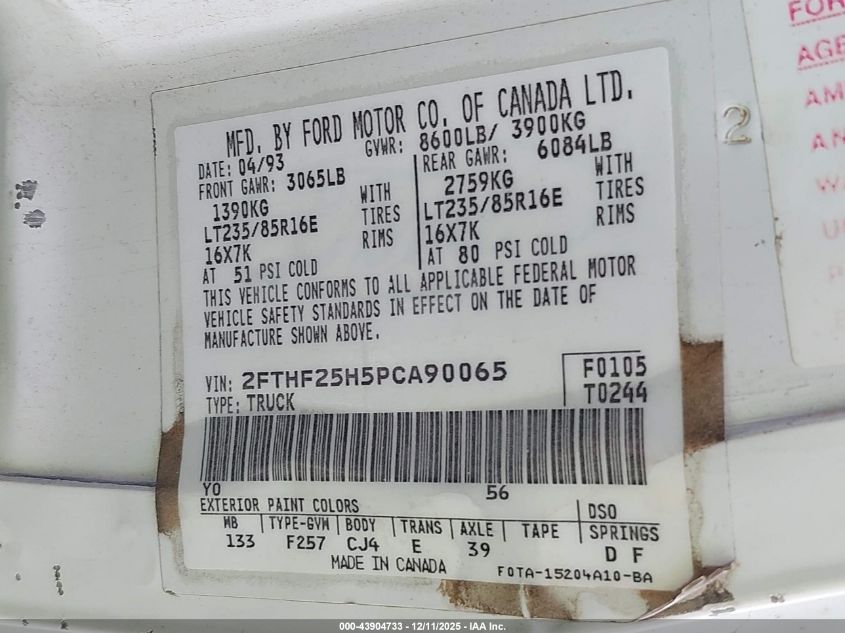 MFD. BY FORD MOTOR CO. OF CANADA LTD.
DATE: 04/93 GVWR: 8600LB/ 3900KG
FRONT GAWR: 3065LB
1390KG WITH
LT235/85R16E TIRES
16X7K RIMS
AT 51 PSI COLD
REAR GAWR: 6084LB
2759KG WITH
LT235/85R16E TIRES
16X7K RIMS
AT 80 PSI COLD
THIS VEHICLE CONFORMS TO ALL APPLICABLE FEDERAL MOTOR
VEHICLE SAFETY STANDARDS IN EFFECT ON THE DATE OF
MANUFACTURE SHOWN ABOVE.
VIN: 2FTHF25H5PCA90065
TYPE: TRUCK
F0105
T0244
YO 56
EXTERIOR PAINT COLORS DSO
WB TYPE-GVW BODY TRANS AXLE TAPE SPRINGS
133 F257 CJ4 E 39 D F
MADE IN CANADA
F0TA-15204A10-BA
2
FOR
AGE
AM
AN
000-43904733 - 12/11/2025 - IAA Inc.